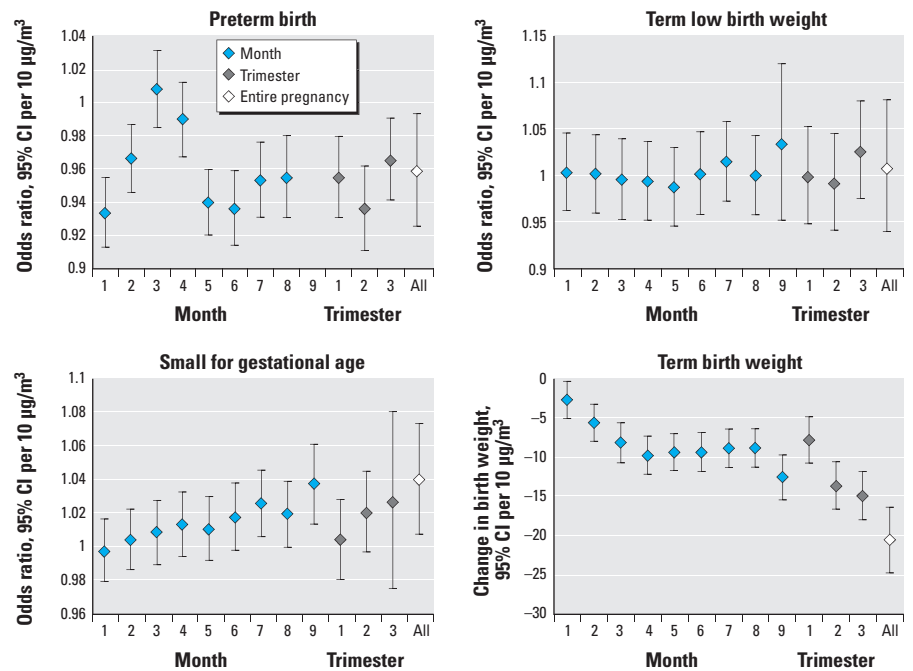 Preterm birth
Odds ratio, 95% CI per 10 µg/m³
1.04
1.02
1
0.98
0.96
0.94
0.92
0.9
Month
Trimester
Entire pregnancy
1 2 3 4 5 6 7 8 9 1 2 3 All
Month Trimester
Term low birth weight
Odds ratio, 95% CI per 10 µg/m³
1.15
1.1
1.05
1
0.95
0.9
1 2 3 4 5 6 7 8 9 1 2 3 All
Month Trimester
Small for gestational age
Odds ratio, 95% CI per 10 µg/m³
1.1
1.08
1.06
1.04
1.02
1
0.98
0.96
1 2 3 4 5 6 7 8 9 1 2 3 All
Month Trimester
Term birth weight
Change in birth weight,
95% CI per 10 µg/m³
0
–5
–10
–15
–20
–25
–30
1 2 3 4 5 6 7 8 9 1 2 3 All
Month Trimester